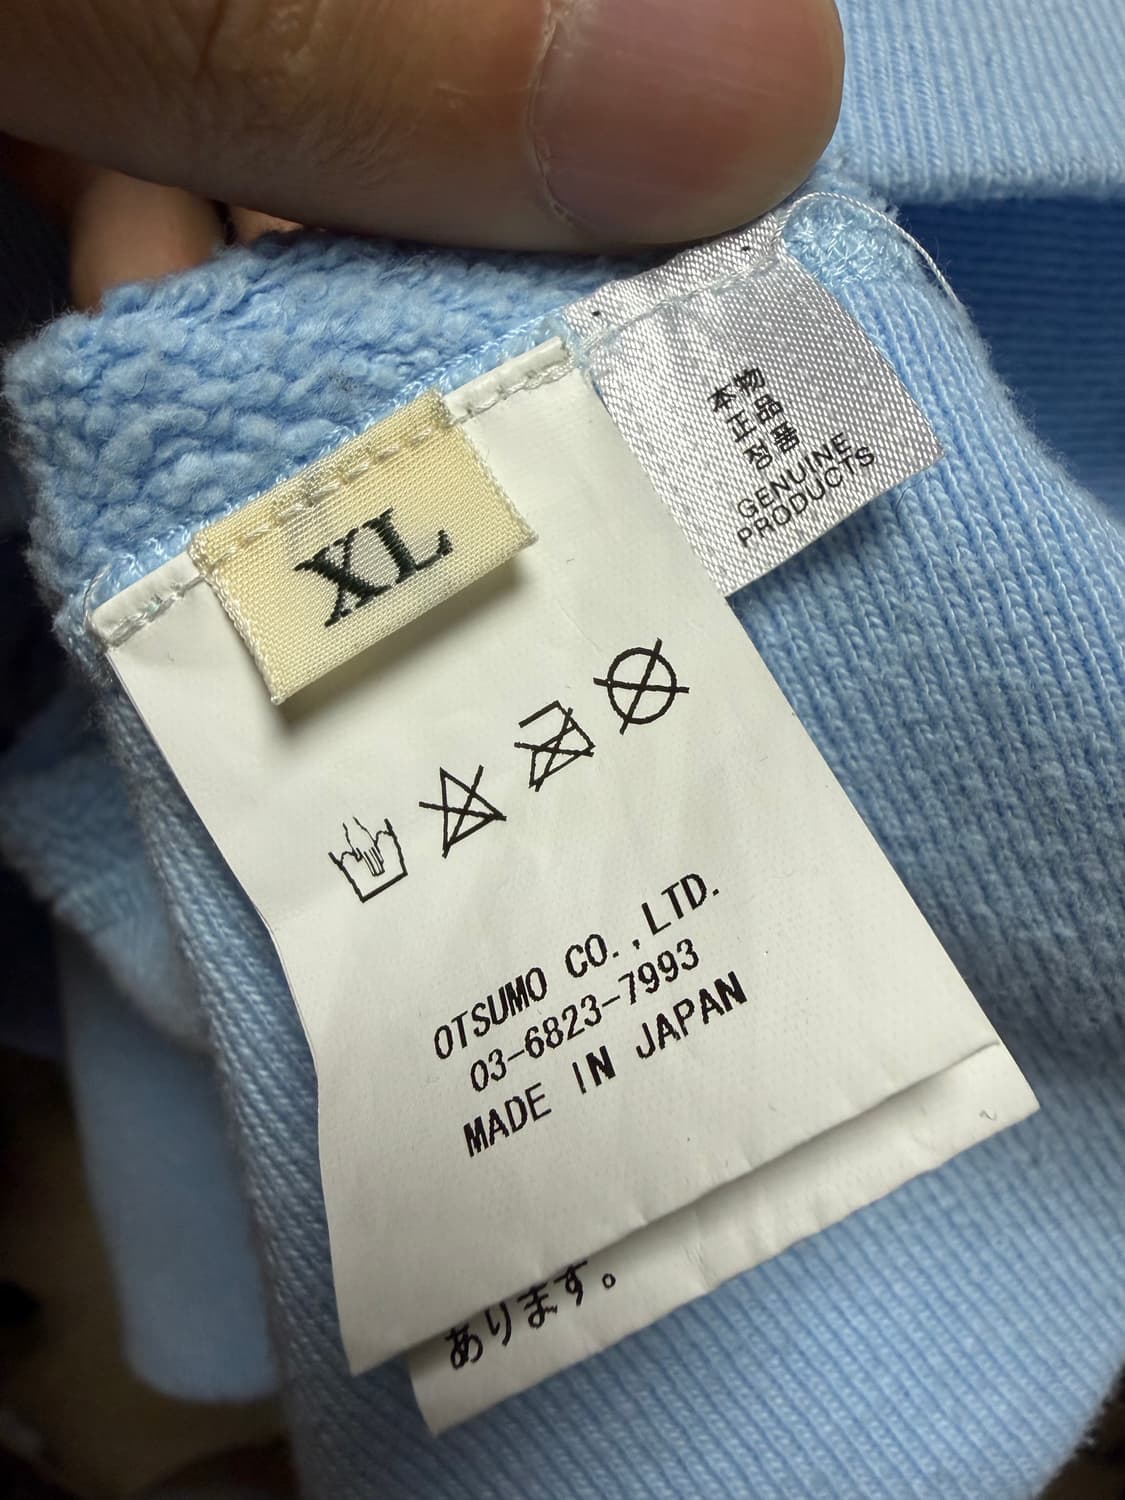 本物
正品
정품
GENUINE
PRODUCTS
XL
OTSUMO CO.,LTD.
03-6823-7993
MADE IN JAPAN
あります。